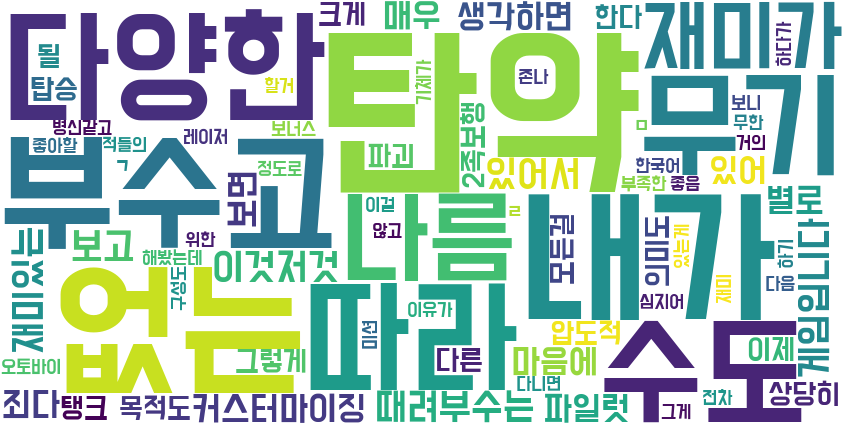 다양한
탄약
재미가
무기
부수고
없는
나름
내가
따라
수도
크게
매우
생각하면
한다
될
탑승
할거
기체가
존나
하다가
병신같고
레이저
보너스
2족보행
보니
무한
ㅁ
거의
좋아할
적들의
파괴
ㄱ
정도로
있어서
한국어
있어
부족한
좋음
보면
별로
이걸
ㄹ
위한
않고
모든걸
의미도
있는게
하기
게임입니다
재미있는
보고
해봤는데
이것저것
구성도
심지어
재미
다음
이유가
미션
압도적
이제
오토바이
그렇게
다른
마음에
다니면
죄다
탱크
목적도
커스터마이징
때려부수는
파일럿
그게
전차
상당히